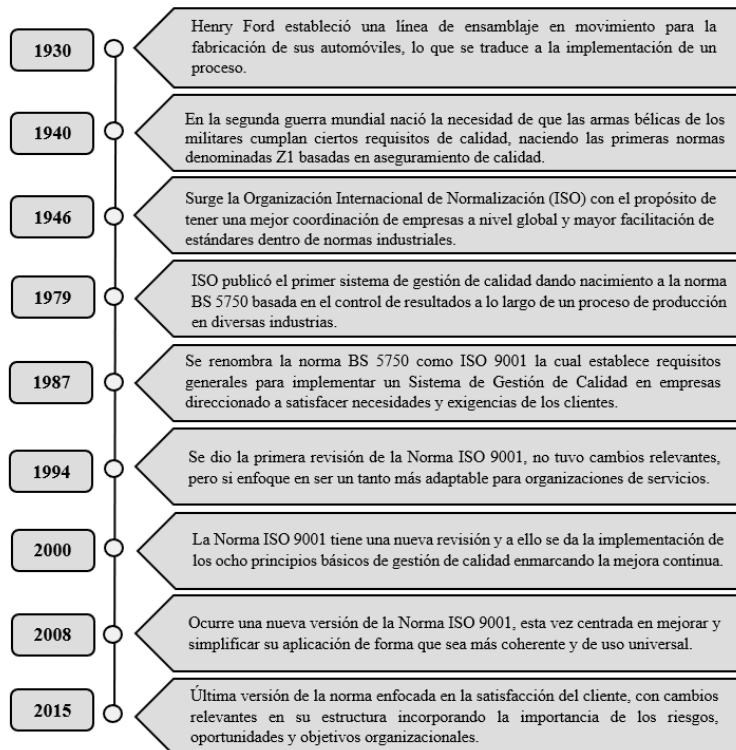 Henry Ford estableció una línea de ensamblaje en movimiento para la
1930
fabricación de sus automóviles, lo que se traduce a la implementación de un
proceso.
En la segunda guerra mundial nació la necesidad de que las armas bélicas de los
1940
militares cumplan ciertos requisitos de calidad, naciendo las primeras normas
denominadas Z1 basadas en aseguramiento de calidad.
Surge la Organización Internacional de Normalización (ISO) con el propósito de
1946
tener una mejor coordinación de empresas a nivel global y mayor facilitación de
estándares dentro de normas industriales.
ISO publicó el primer sistema de gestión de calidad dando nacimiento a la norma
1979
BS 5750 basada en el control de resultados a lo largo de un proceso de producción
en diversas industrias.
Se renombra la norma BS 5750 como ISO 9001 la cual establece requisitos
1987
generales para implementar un Sistema de Gestión de Calidad en empresas
direccionado a satisfacer necesidades y exigencias de los clientes.
Se dio la primera revisión de la Norma ISO 9001, no tuvo cambios relevantes,
1994
pero si enfoque en ser un tanto más adaptable para organizaciones de servicios.
La Norma ISO 9001 tiene una nueva revisión y a ello se da la implementación de
2000
los ocho principios básicos de gestión de calidad enmarcando la mejora continua.
Ocurre una nueva versión de la Norma ISO 9001, esta vez centrada en mejorar y
2008
simplificar su aplicación de forma que sea más coherente y de uso universal.
Última versión de la norma enfocada en la satisfacción del cliente, con cambios
2015
relevantes en su estructura incorporando la importancia de los riesgos,
oportunidades y objetivos organizacionales.